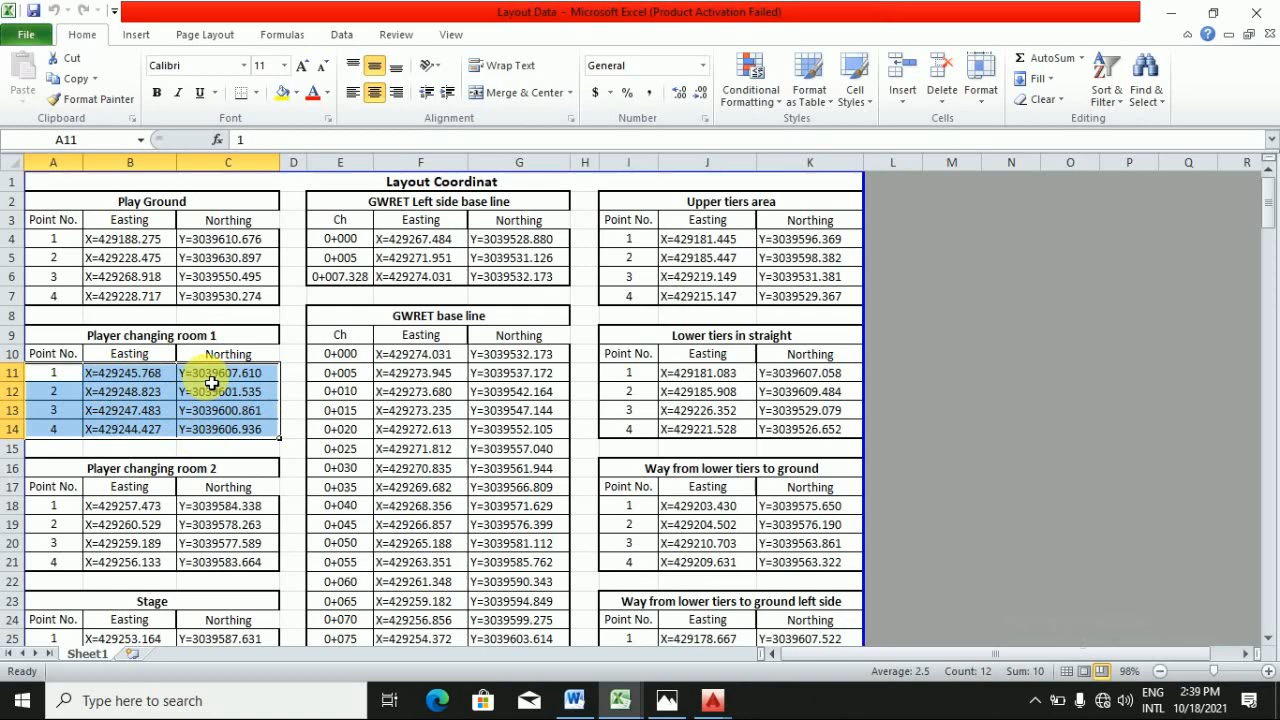 Layout Data - Microsoft Excel (Product Activation Failed)
File Home Insert Page Layout Formulas Data Review View
Cut
Copy
Format Painter
Paste
Clipboard
Calibri 11
B I U
Font
Wrap Text
Merge & Center
Alignment
General
$ % ,
Number
Conditional Formatting
Format as Table
Cell Styles
Styles
Insert Delete Format
Cells
AutoSum
Fill
Clear
Sort & Filter
Find & Select
Editing
A11 fx 1
A B C D E F G H I J K L M N O P Q R
1 Layout Coordinat
2 Play Ground GWRET Left side base line Upper tiers area
3 Point No. Easting Northing Ch Easting Northing Point No. Easting Northing
4 1 X=429188.275 Y=3039610.676 0+000 X=429267.484 Y=3039528.880 1 X=429181.445 Y=3039596.369
5 2 X=429228.475 Y=3039630.897 0+005 X=429271.951 Y=3039531.126 2 X=429185.447 Y=3039598.382
6 3 X=429268.918 Y=3039550.495 0+007.328 X=429274.031 Y=3039532.173 3 X=429219.149 Y=3039531.381
7 4 X=429228.717 Y=3039530.274 4 X=429215.147 Y=3039529.367
8 GWRET base line
9 Player changing room 1 Ch Easting Northing Lower tiers in straight
10 Point No. Easting Northing 0+000 X=429274.031 Y=3039532.173 Point No. Easting Northing
11 1 X=429245.768 Y=3039607.610 0+005 X=429273.945 Y=3039537.172 1 X=429181.083 Y=3039607.058
12 2 X=429248.823 Y=3039601.535 0+010 X=429273.680 Y=3039542.164 2 X=429185.908 Y=3039609.484
13 3 X=429247.483 Y=3039600.861 0+015 X=429273.235 Y=3039547.144 3 X=429226.352 Y=3039529.079
14 4 X=429244.427 Y=3039606.936 0+020 X=429272.613 Y=3039552.105 4 X=429221.528 Y=3039526.652
15 0+025 X=429271.812 Y=3039557.040
16 Player changing room 2 0+030 X=429270.835 Y=3039561.944 Way from lower tiers to ground
17 Point No. Easting Northing 0+035 X=429269.682 Y=3039566.809 Point No. Easting Northing
18 1 X=429257.473 Y=3039584.338 0+040 X=429268.356 Y=3039571.629 1 X=429203.430 Y=3039575.650
19 2 X=429260.529 Y=3039578.263 0+045 X=429266.857 Y=3039576.399 2 X=429204.502 Y=3039576.190
20 3 X=429259.189 Y=3039577.589 0+050 X=429265.188 Y=3039581.112 3 X=429210.703 Y=3039563.861
21 4 X=429256.133 Y=3039583.664 0+055 X=429263.351 Y=3039585.762 4 X=429209.631 Y=3039563.322
22 0+060 X=429261.348 Y=3039590.343
23 Stage 0+065 X=429259.182 Y=3039594.849 Way from lower tiers to ground left side
24 Point No. Easting Northing 0+070 X=429256.856 Y=3039599.275 Point No. Easting Northing
25 1 X=429253.164 Y=3039587.631 0+075 X=429254.372 Y=3039603.614 1 X=429178.667 Y=3039607.522
Sheet1
Ready Average: 2.5 Count: 12 Sum: 10 98%
Type here to search
ENG 2:39 PM
INTL 10/18/2021